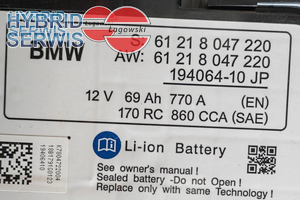 HYBRID
SERWIS
Ługowski Ługowski
S: 61 21 8 047 220
BMW AW: 61 21 8 047 220
194064-10 JP
12 V 69 Ah 770 A (EN)
170 RC 860 CCA (SAE)
Li-ion Battery
See owner's manual !
Sealed battery -Do not Open !
Replace only with same Technology !